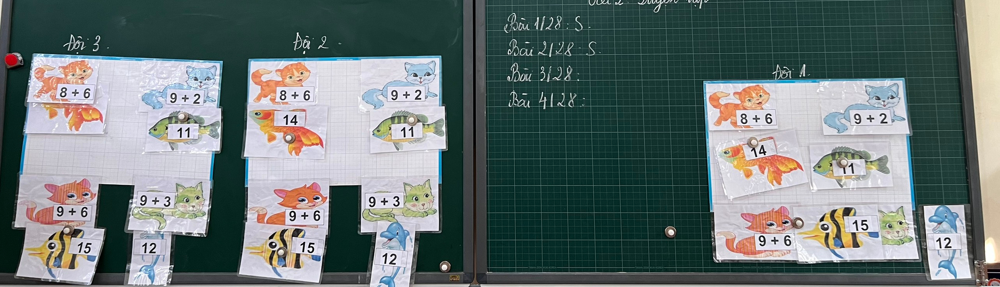 Đội 3.
8 + 6
9 + 2
11
9 + 6
9 + 3
15
12
Đội 2
8 + 6
9 + 2
14
11
9 + 6
9 + 3
15
12
Luyện tập
Bài 1/28: S.
Bài 2/28: S.
Bài 3/28:
Bài 4/28:
Đội 1.
8 + 6
9 + 2
14
11
9 + 6
15
12